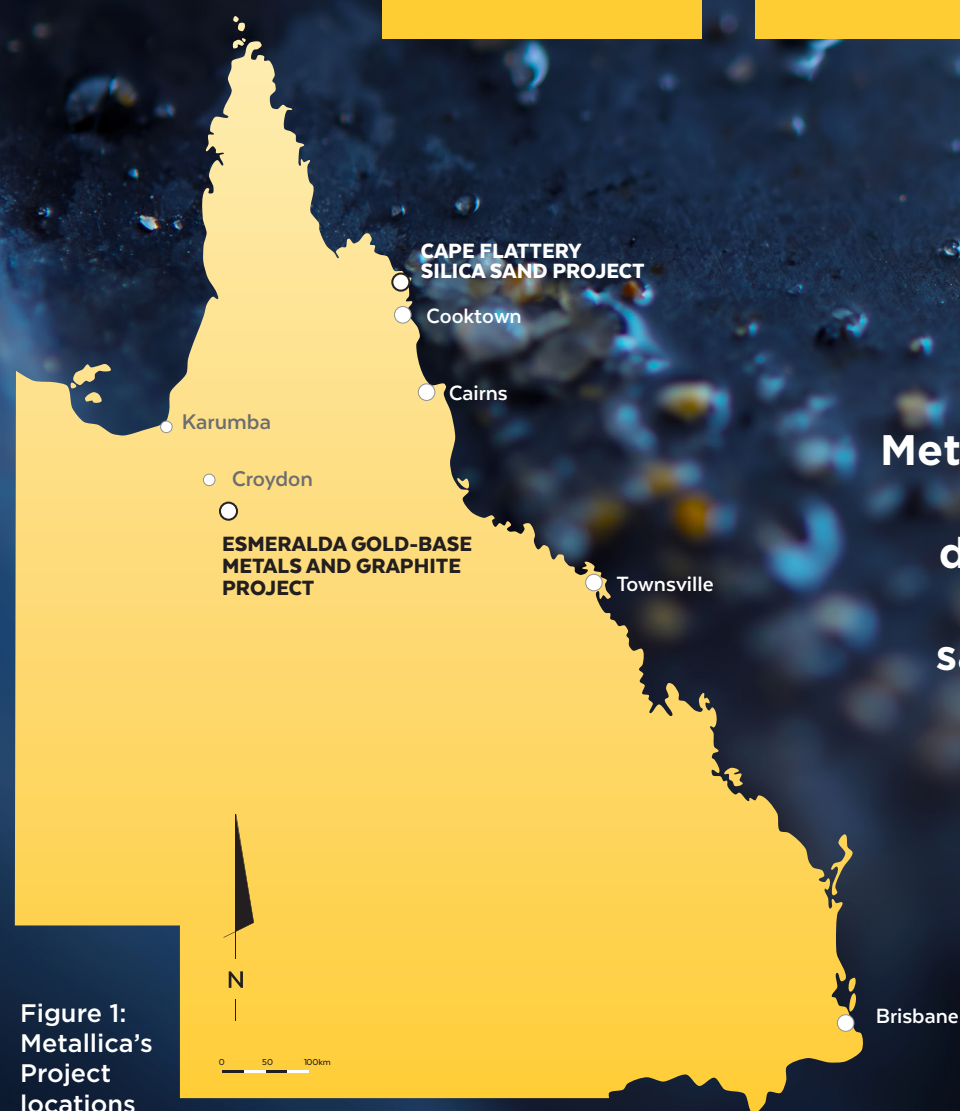 CAPE FLATTERY
SILICA SAND PROJECT
Cooktown
Cairns
Karumba
Croydon
ESMERALDA GOLD-BASE
METALS AND GRAPHITE
PROJECT
Townsville
Met
d
sa
N
0 50 100km
Brisbane
Figure 1:
Metallica’s
Project
locations